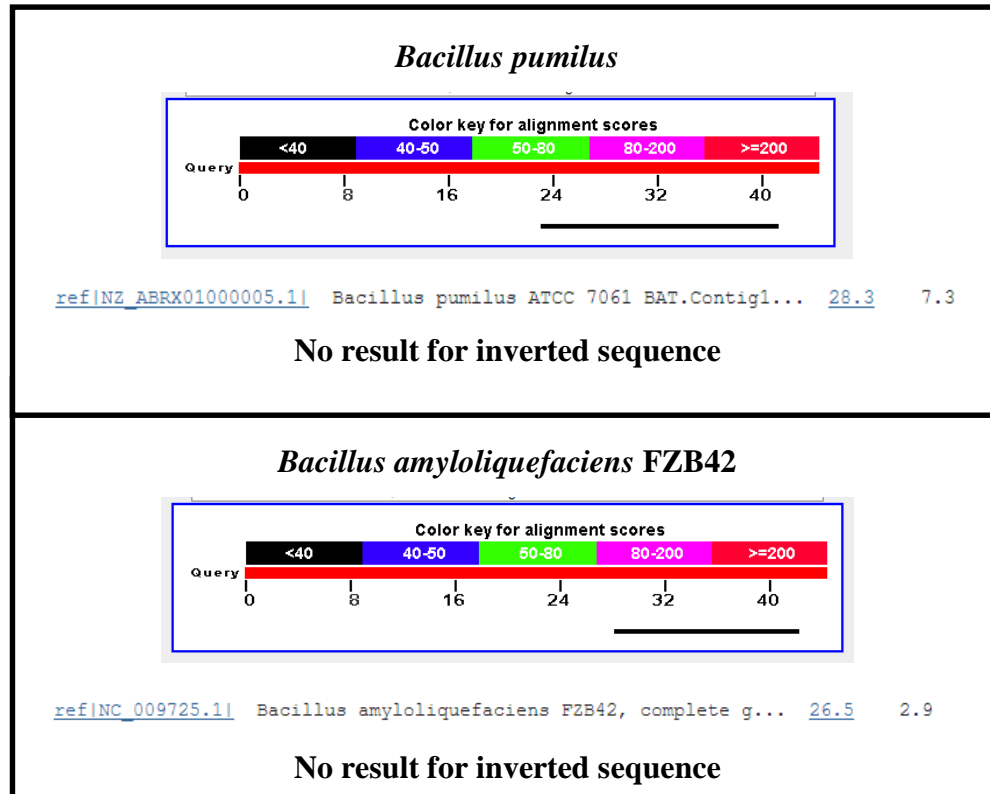 Bacillus pumilus
Color key for alignment scores
<40 40-50 50-80 80-200 >=200
Query
0 8 16 24 32 40
ref|NZ_ABRX01000005.1| Bacillus pumilus ATCC 7061 BAT.Contig1... 28.3 7.3
No result for inverted sequence
Bacillus amyloliquefaciens FZB42
Color key for alignment scores
<40 40-50 50-80 80-200 >=200
Query
0 8 16 24 32 40
ref|NC_009725.1| Bacillus amyloliquefaciens FZB42, complete g... 26.5 2.9
No result for inverted sequence